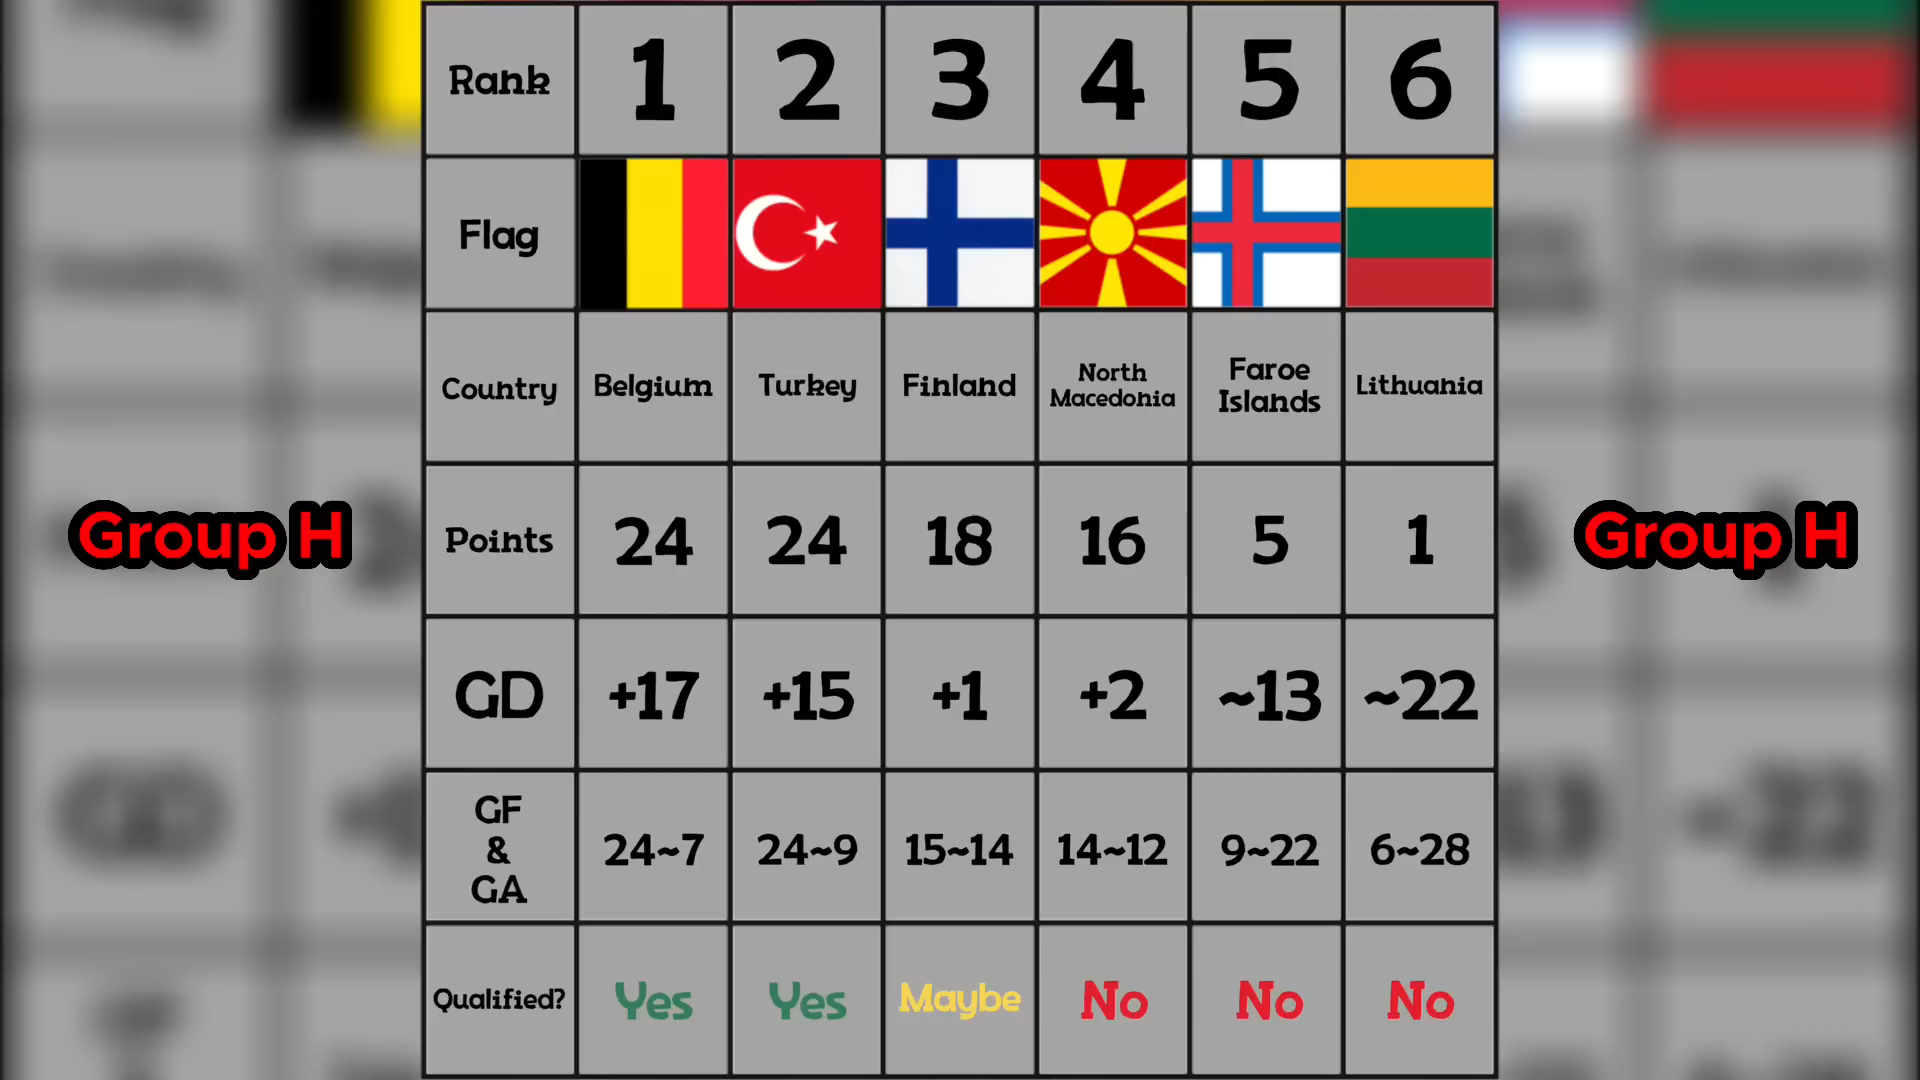 Rank 1 2 3 4 5 6
Flag
Country Belgium Turkey Finland North Macedonia Faroe Islands Lithuania
Group H Points 24 24 18 16 5 1 Group H
GD +17 +15 +1 +2 ~13 ~22
GF & GA 24~7 24~9 15~14 14~12 9~22 6~28
Qualified? Yes Yes Maybe No No No